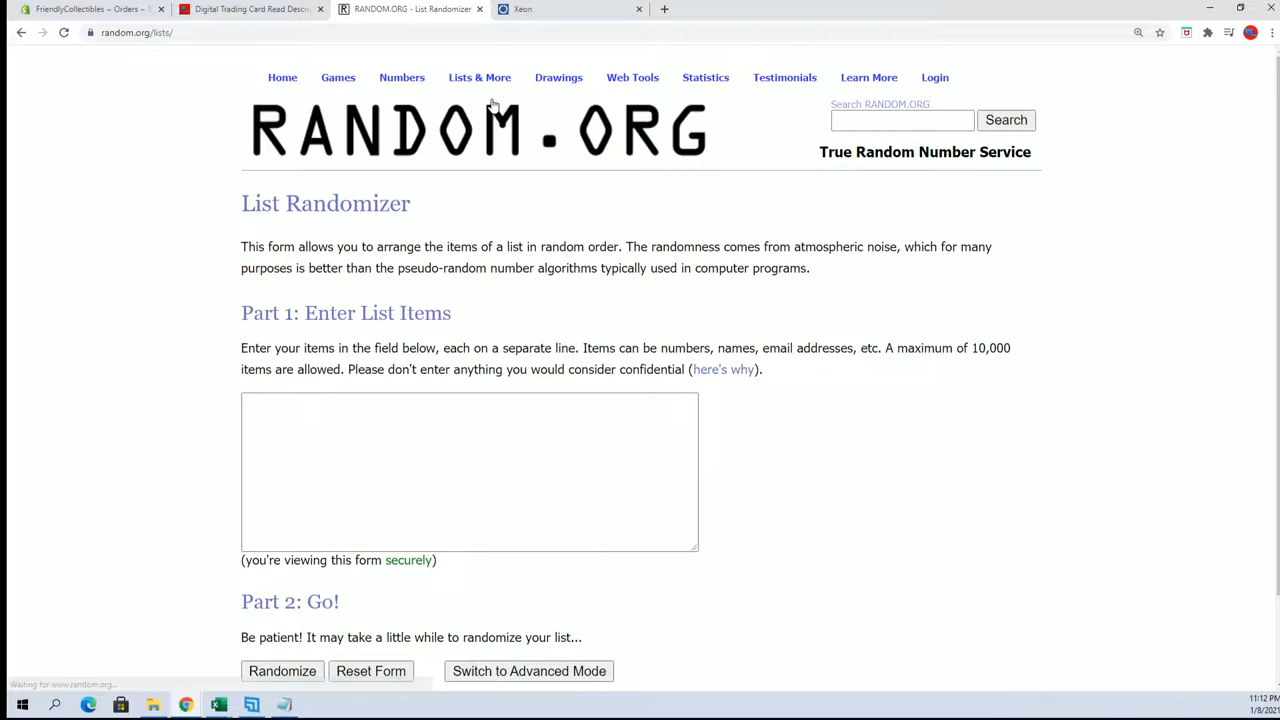 FriendlyCollectibles ~ Orders ~ S
Digital Trading Card Read Descri
RANDOM.ORG - List Randomizer
Xeon
random.org/lists/
Home Games Numbers Lists & More Drawings Web Tools Statistics Testimonials Learn More Login
RANDOM.ORG
Search RANDOM.ORG
Search
True Random Number Service
List Randomizer
This form allows you to arrange the items of a list in random order. The randomness comes from atmospheric noise, which for many
purposes is better than the pseudo-random number algorithms typically used in computer programs.
Part 1: Enter List Items
Enter your items in the field below, each on a separate line. Items can be numbers, names, email addresses, etc. A maximum of 10,000
items are allowed. Please don't enter anything you would consider confidential (here's why).
(you're viewing this form securely)
Part 2: Go!
Be patient! It may take a little while to randomize your list...
Randomize Reset Form Switch to Advanced Mode
Waiting for www.random.org...
11:12 PM
1/8/2021